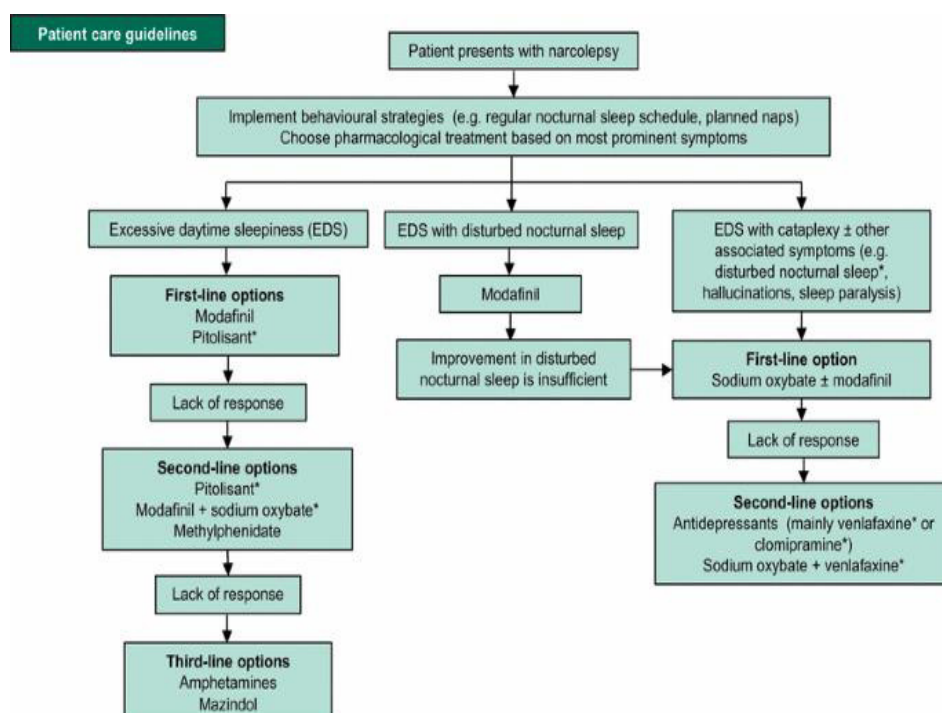 Patient care guidelines
Patient presents with narcolepsy
Implement behavioural strategies (e.g. regular nocturnal sleep schedule, planned naps)
Choose pharmacological treatment based on most prominent symptoms
Excessive daytime sleepiness (EDS)
First-line options
Modafinil
Pitolisant*
Lack of response
Second-line options
Pitolisant*
Modafinil + sodium oxybate*
Methylphenidate
Lack of response
Third-line options
Amphetamines
Mazindol
EDS with disturbed nocturnal sleep
Modafinil
Improvement in disturbed
nocturnal sleep is insufficient
EDS with cataplexy ± other
associated symptoms (e.g.
disturbed nocturnal sleep*,
hallucinations, sleep paralysis)
First-line option
Sodium oxybate ± modafinil
Lack of response
Second-line options
Antidepressants (mainly venlafaxine* or
clomipramine*)
Sodium oxybate + venlafaxine*